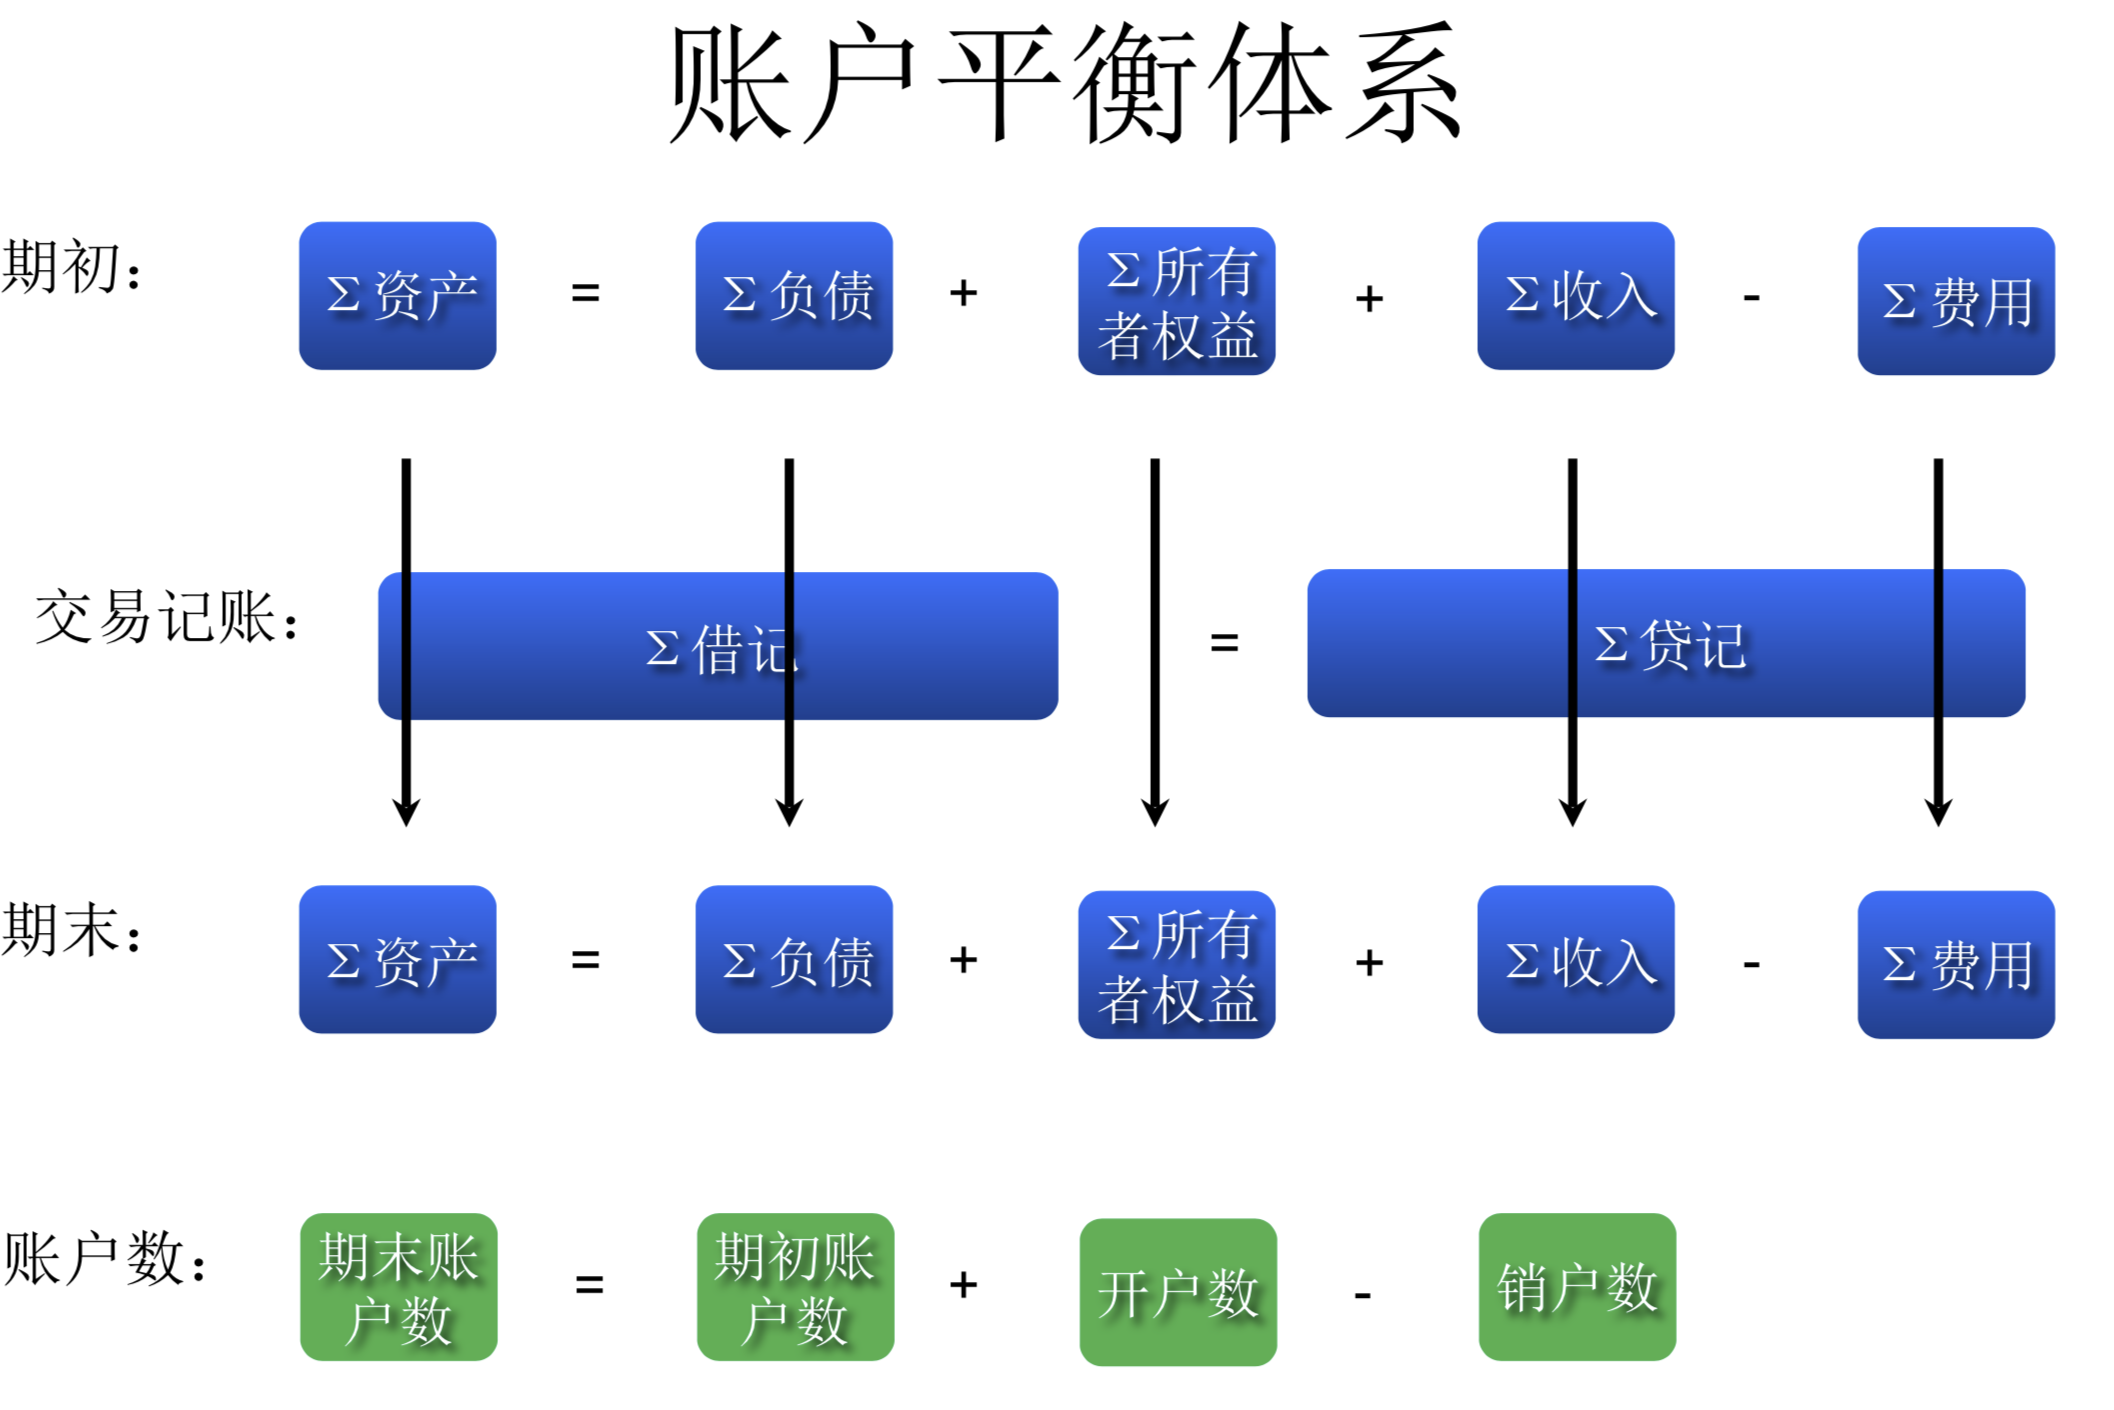 账户平衡体系
期初： Σ资产 = Σ负债 + Σ所有 + Σ收入 - Σ费用
者权益
交易记账： Σ借记 = Σ贷记
期末： Σ资产 = Σ负债 + Σ所有 + Σ收入 - Σ费用
者权益
账户数： 期末账 = 期初账 + 开户数 - 销户数
户数 户数